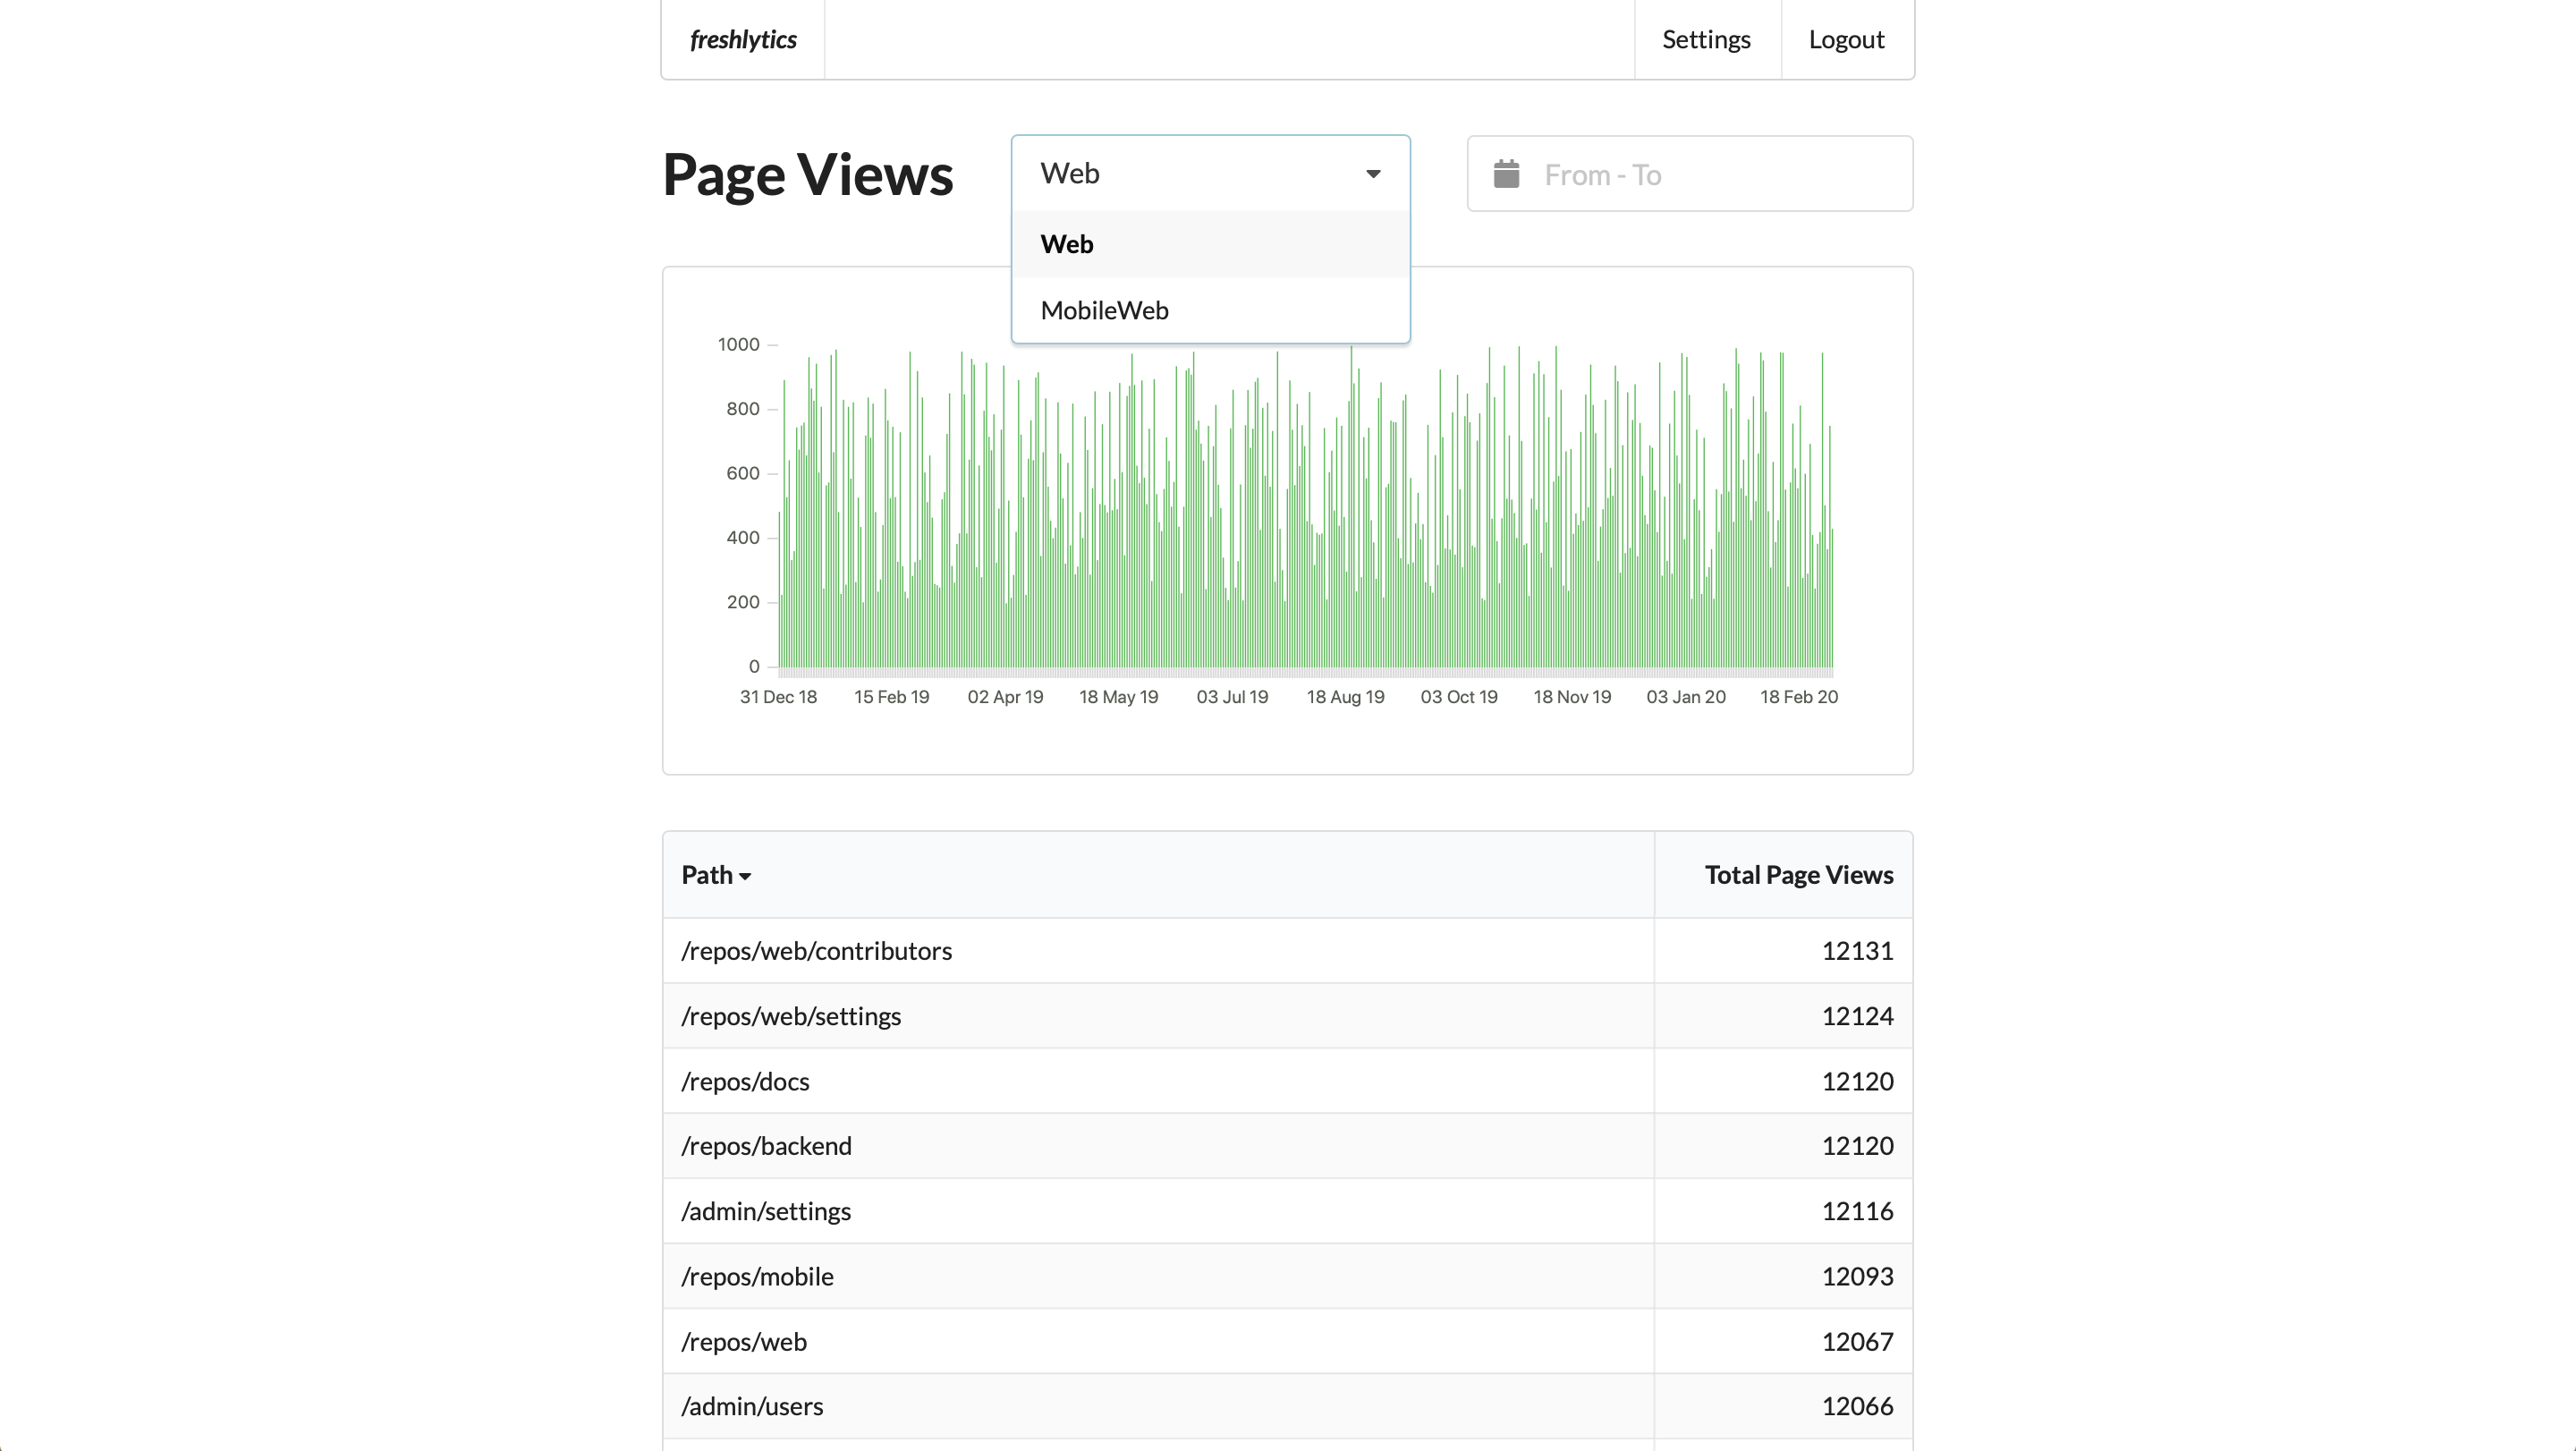 freshlytics
Settings
Logout
Page Views
Web
From - To
Web
MobileWeb
1000
800
600
400
200
0
31 Dec 18 15 Feb 19 02 Apr 19 18 May 19 03 Jul 19 18 Aug 19 03 Oct 19 18 Nov 19 03 Jan 20 18 Feb 20
Path Total Page Views
/repos/web/contributors 12131
/repos/web/settings 12124
/repos/docs 12120
/repos/backend 12120
/admin/settings 12116
/repos/mobile 12093
/repos/web 12067
/admin/users 12066